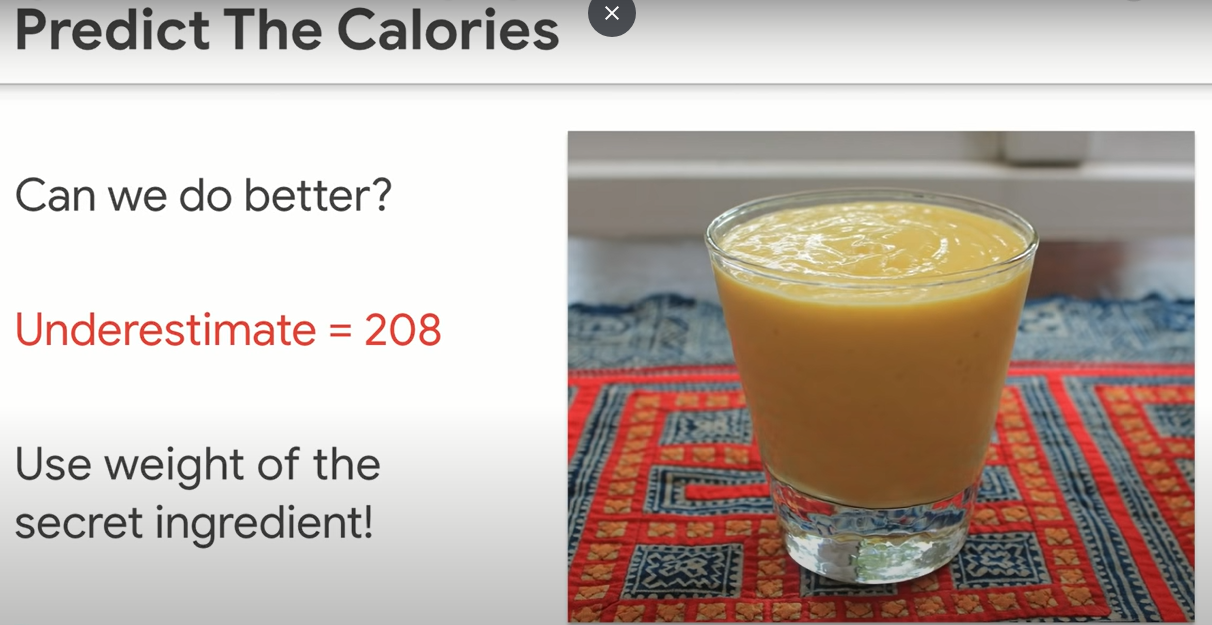 Predict The Calories
Can we do better?
Underestimate = 208
Use weight of the
secret ingredient!